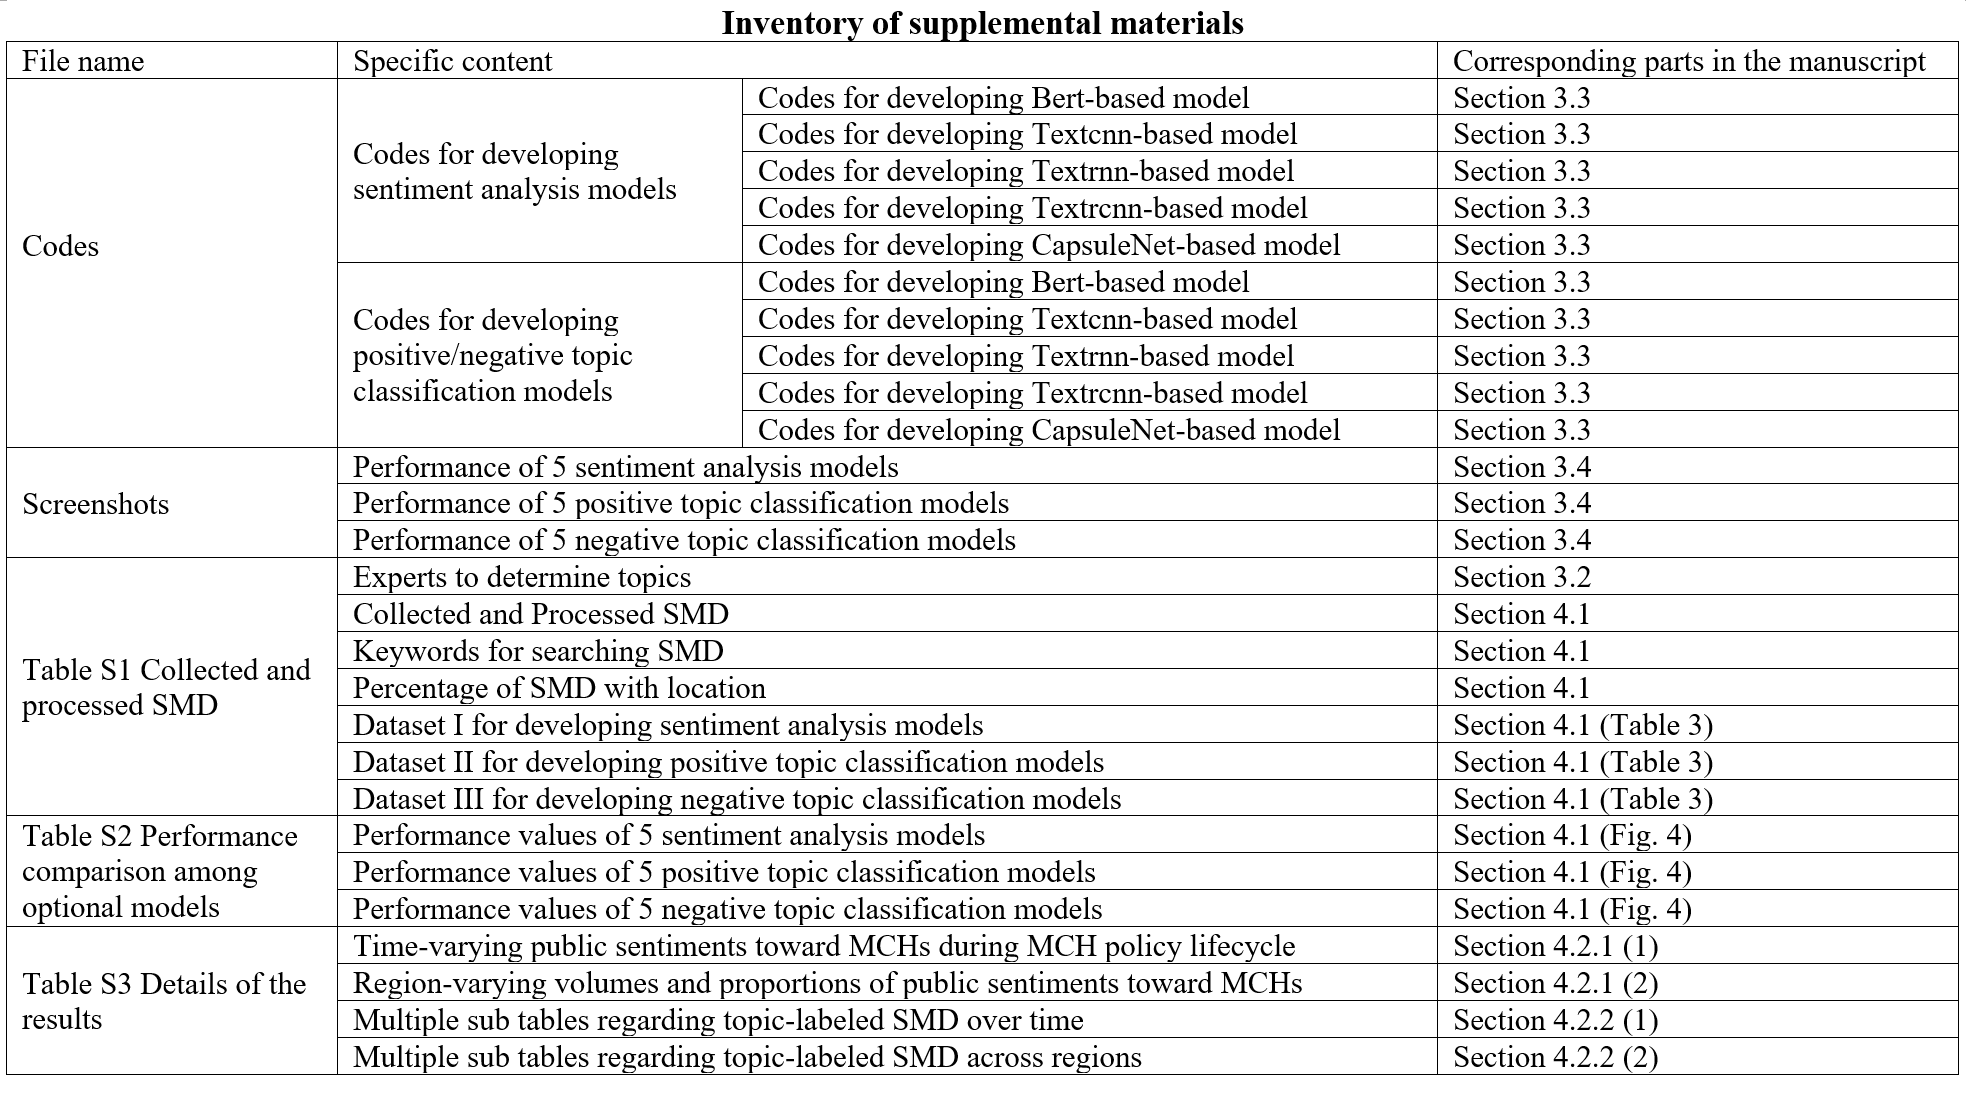 Inventory of supplemental materials
File name
Specific content
Corresponding parts in the manuscript
Codes
Codes for developing
sentiment analysis models
Codes for developing Bert-based model
Section 3.3
Codes for developing Textcnn-based model
Section 3.3
Codes for developing Textrnn-based model
Section 3.3
Codes for developing Textrcnn-based model
Section 3.3
Codes for developing CapsuleNet-based model
Section 3.3
Codes for developing
positive/negative topic
classification models
Codes for developing Bert-based model
Section 3.3
Codes for developing Textcnn-based model
Section 3.3
Codes for developing Textrnn-based model
Section 3.3
Codes for developing Textrcnn-based model
Section 3.3
Codes for developing CapsuleNet-based model
Section 3.3
Screenshots
Performance of 5 sentiment analysis models
Section 3.4
Performance of 5 positive topic classification models
Section 3.4
Performance of 5 negative topic classification models
Section 3.4
Table S1 Collected and
processed SMD
Experts to determine topics
Section 3.2
Collected and Processed SMD
Section 4.1
Keywords for searching SMD
Section 4.1
Percentage of SMD with location
Section 4.1
Dataset I for developing sentiment analysis models
Section 4.1 (Table 3)
Dataset II for developing positive topic classification models
Section 4.1 (Table 3)
Dataset III for developing negative topic classification models
Section 4.1 (Table 3)
Table S2 Performance
comparison among
optional models
Performance values of 5 sentiment analysis models
Section 4.1 (Fig. 4)
Performance values of 5 positive topic classification models
Section 4.1 (Fig. 4)
Performance values of 5 negative topic classification models
Section 4.1 (Fig. 4)
Table S3 Details of the
results
Time-varying public sentiments toward MCHs during MCH policy lifecycle
Section 4.2.1 (1)
Region-varying volumes and proportions of public sentiments toward MCHs
Section 4.2.1 (2)
Multiple sub tables regarding topic-labeled SMD over time
Section 4.2.2 (1)
Multiple sub tables regarding topic-labeled SMD across regions
Section 4.2.2 (2)